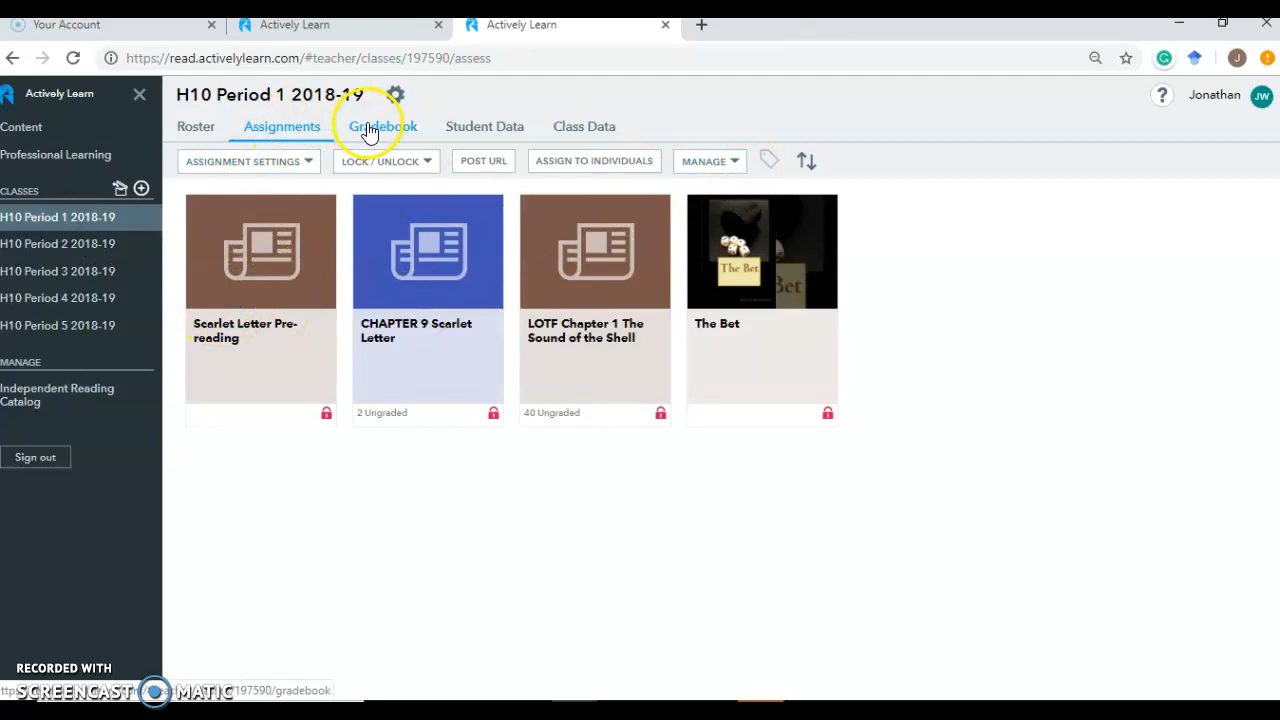 Your Account
Actively Learn
Actively Learn
https://read.activelylearn.com/#teacher/classes/197590/assess
J
Actively Learn
H10 Period 1 2018-19
?
Jonathan
JW
Content
Roster
Assignments
Gradebook
Student Data
Class Data
Professional Learning
ASSIGNMENT SETTINGS
LOCK / UNLOCK
POST URL
ASSIGN TO INDIVIDUALS
MANAGE
CLASSES
H10 Period 1 2018-19
H10 Period 2 2018-19
H10 Period 3 2018-19
H10 Period 4 2018-19
H10 Period 5 2018-19
MANAGE
Independent Reading
Catalog
Sign out
The Bet
Bet
Scarlet Letter Pre-
reading
CHAPTER 9 Scarlet
Letter
2 Ungraded
LOTF Chapter 1 The
Sound of the Shell
40 Ungraded
The Bet
RECORDED WITH
SCREENCAST MATIC
/197590/gradebook